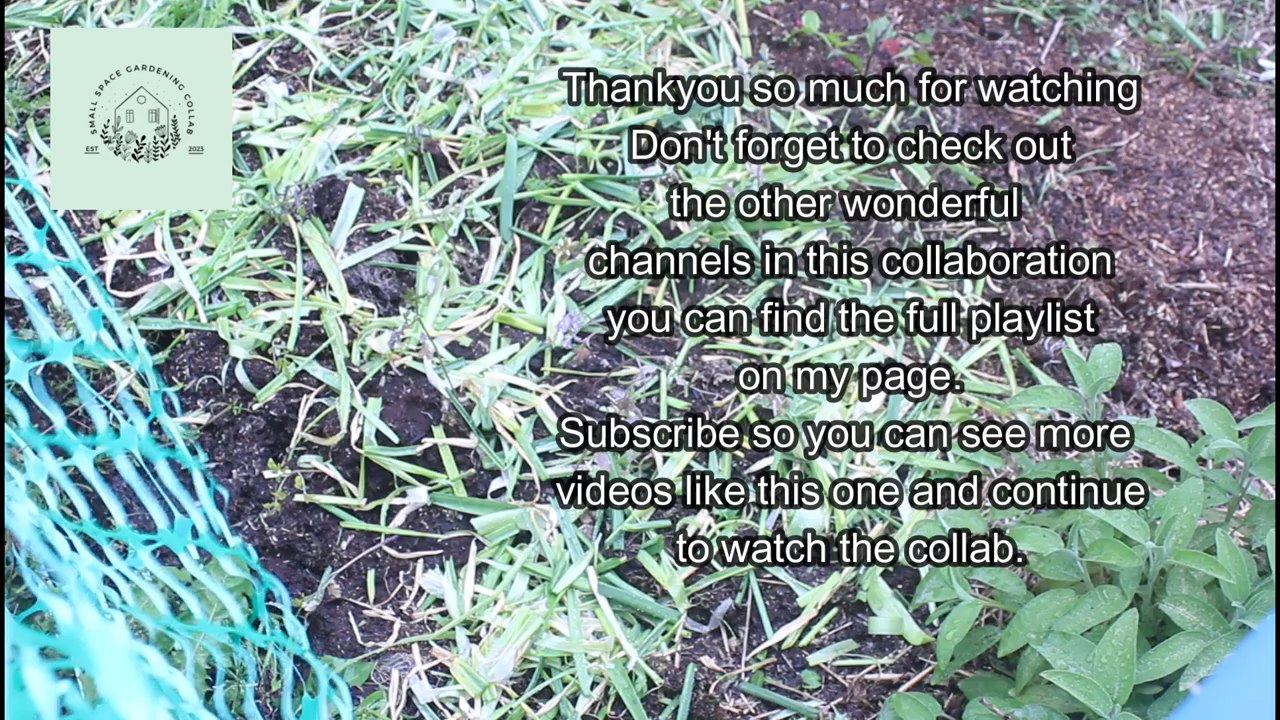 SMALL SPACE GARDENING COLLAB
EST 2023
Thankyou so much for watching
Don't forget to check out
the other wonderful
channels in this collaboration
you can find the full playlist
on my page.
Subscribe so you can see more
videos like this one and continue
to watch the collab.